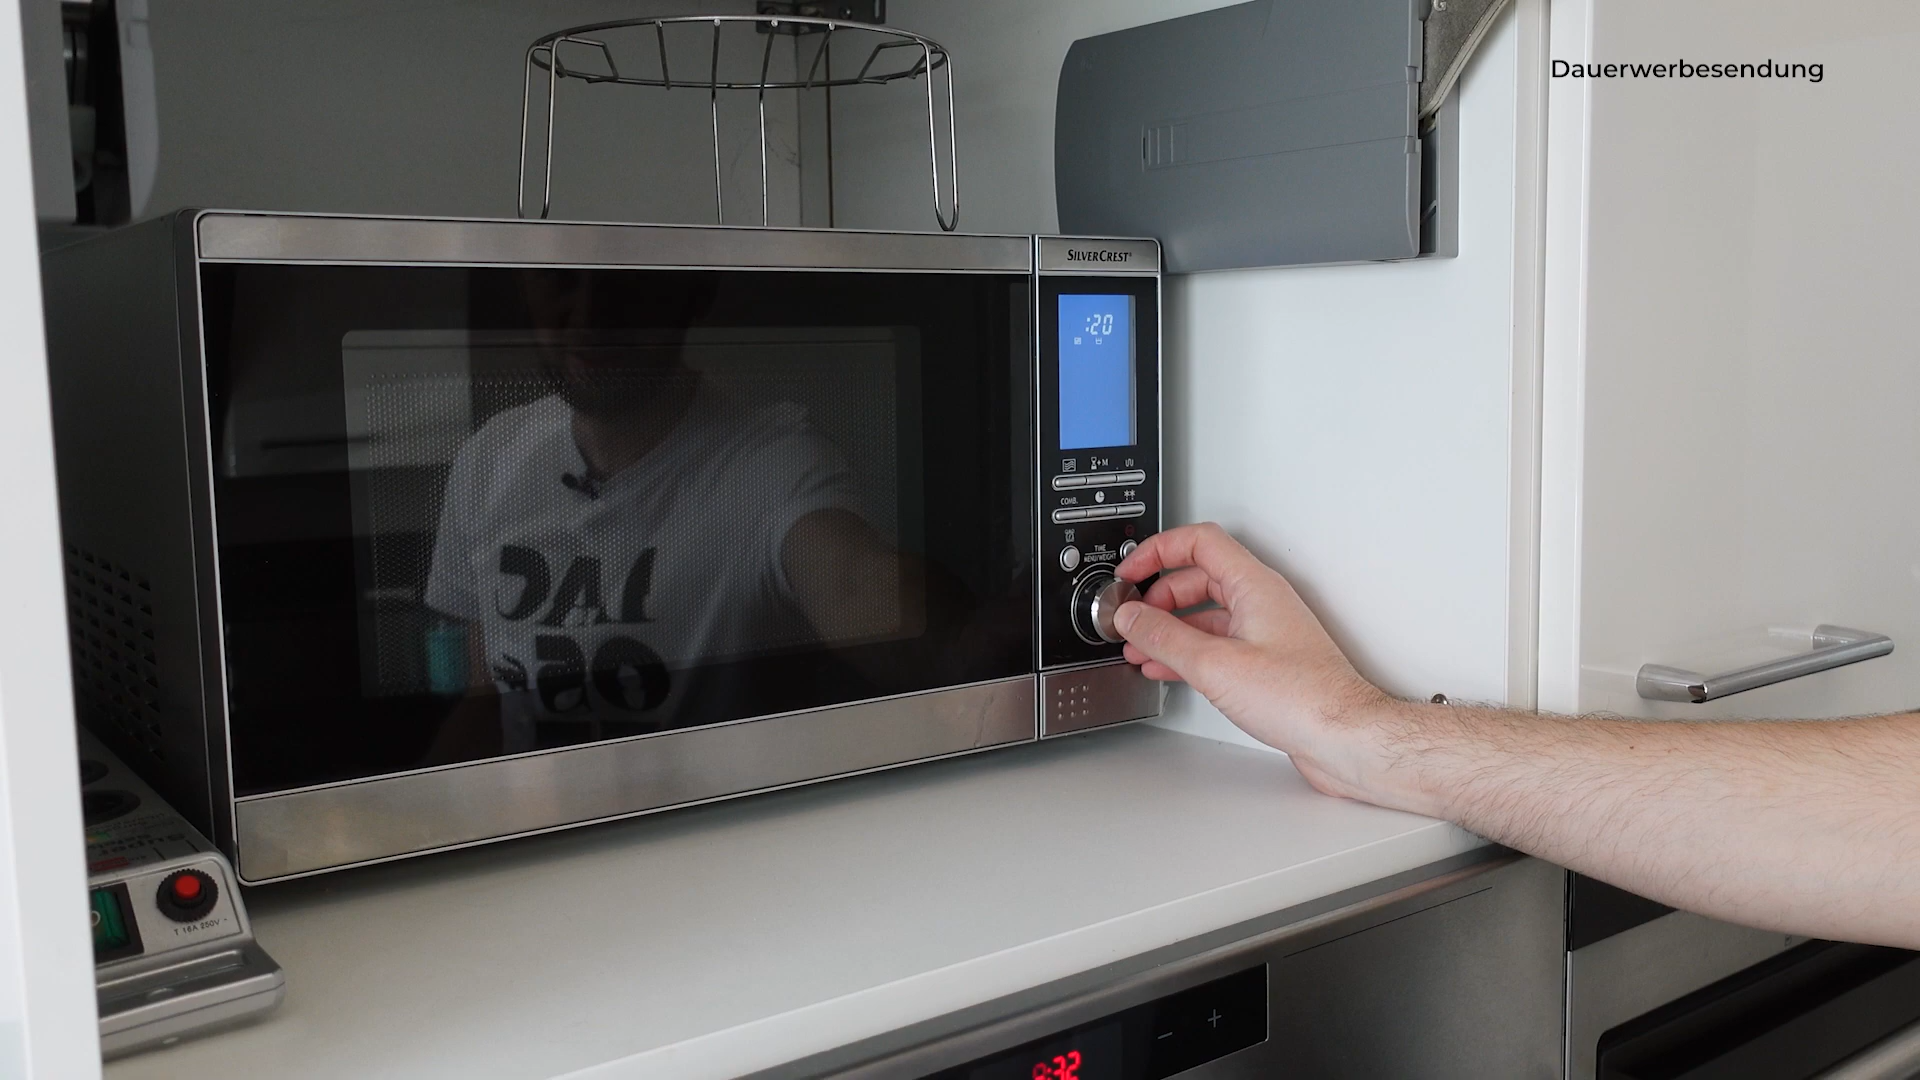 Dauerwerbesendung
SILVERCREST®
:20
+M
COMB.
TIME
MENU/WEIGHT
T 16A 250V ~
- +
9:32